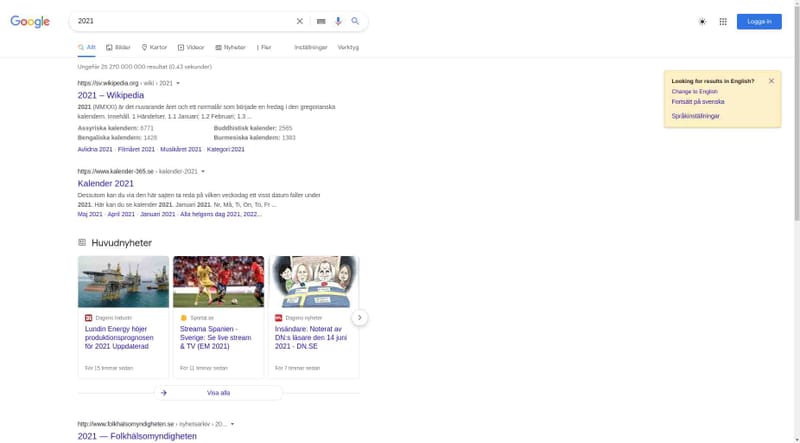 Google
2021
Logga in
Allt
Bilder
Kartor
Videor
Nyheter
Fler
Inställningar
Verktyg
Ungefär 25 270 000 000 resultat (0,43 sekunder)
https://sv.wikipedia.org › wiki › 2021
2021 – Wikipedia
2021 (MMXXI) är det nuvarande året och ett normalår som började en fredag i den gregorianska
kalendern. Innehåll. 1 Händelser. 1.1 Januari; 1.2 Februari; 1.3 ...
Assyriska kalendern: 6771
Buddhistisk kalender: 2565
Bengaliska kalendern: 1428
Burmesiska kalendern: 1383
Avlidna 2021 · Filmåret 2021 · Musikåret 2021 · Kategori:2021
https://www.kalender-365.se › kalender-2021
Kalender 2021
Dessutom kan du via den här sajten ta reda på vilken veckodag ett visst datum faller under
2021. Här kan du se kalender 2021. Januari 2021. Nr, Må, Ti, On, To, Fr ...
Maj 2021 · April 2021 · Januari 2021 · Alla helgons dag 2021, 2022...
Huvudnyheter
Dagens industri
Lundin Energy höjer
produktionsprognosen
för 2021 Uppdaterad
För 15 timmar sedan
Spelbar.se
Streama Spanien -
Sverige: Se live stream
& TV (EM 2021)
För 11 timmar sedan
Dagens nyheter
Insändare: Noterat av
DN:s läsare den 14 juni
2021 - DN.SE
För 7 timmar sedan
Visa alla
http://www.folkhalsomyndigheten.se › nyhetsarkiv › 20...
2021 — Folkhälsomyndigheten
Looking for results in English?
Change to English
Fortsätt på svenska
Språkinställningar